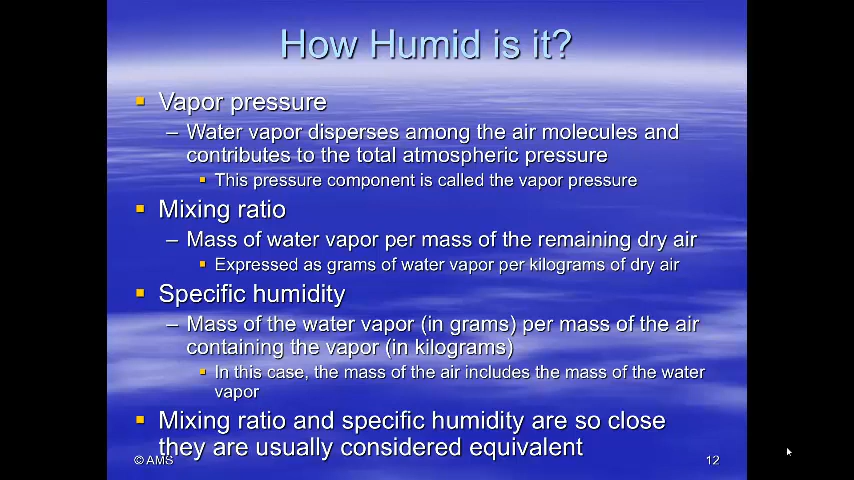 How Humid is it?
Vapor pressure
– Water vapor disperses among the air molecules and
contributes to the total atmospheric pressure
This pressure component is called the vapor pressure
Mixing ratio
– Mass of water vapor per mass of the remaining dry air
Expressed as grams of water vapor per kilograms of dry air
Specific humidity
– Mass of the water vapor (in grams) per mass of the air
containing the vapor (in kilograms)
In this case, the mass of the air includes the mass of the water
vapor
Mixing ratio and specific humidity are so close
they are usually considered equivalent
© AMS
12